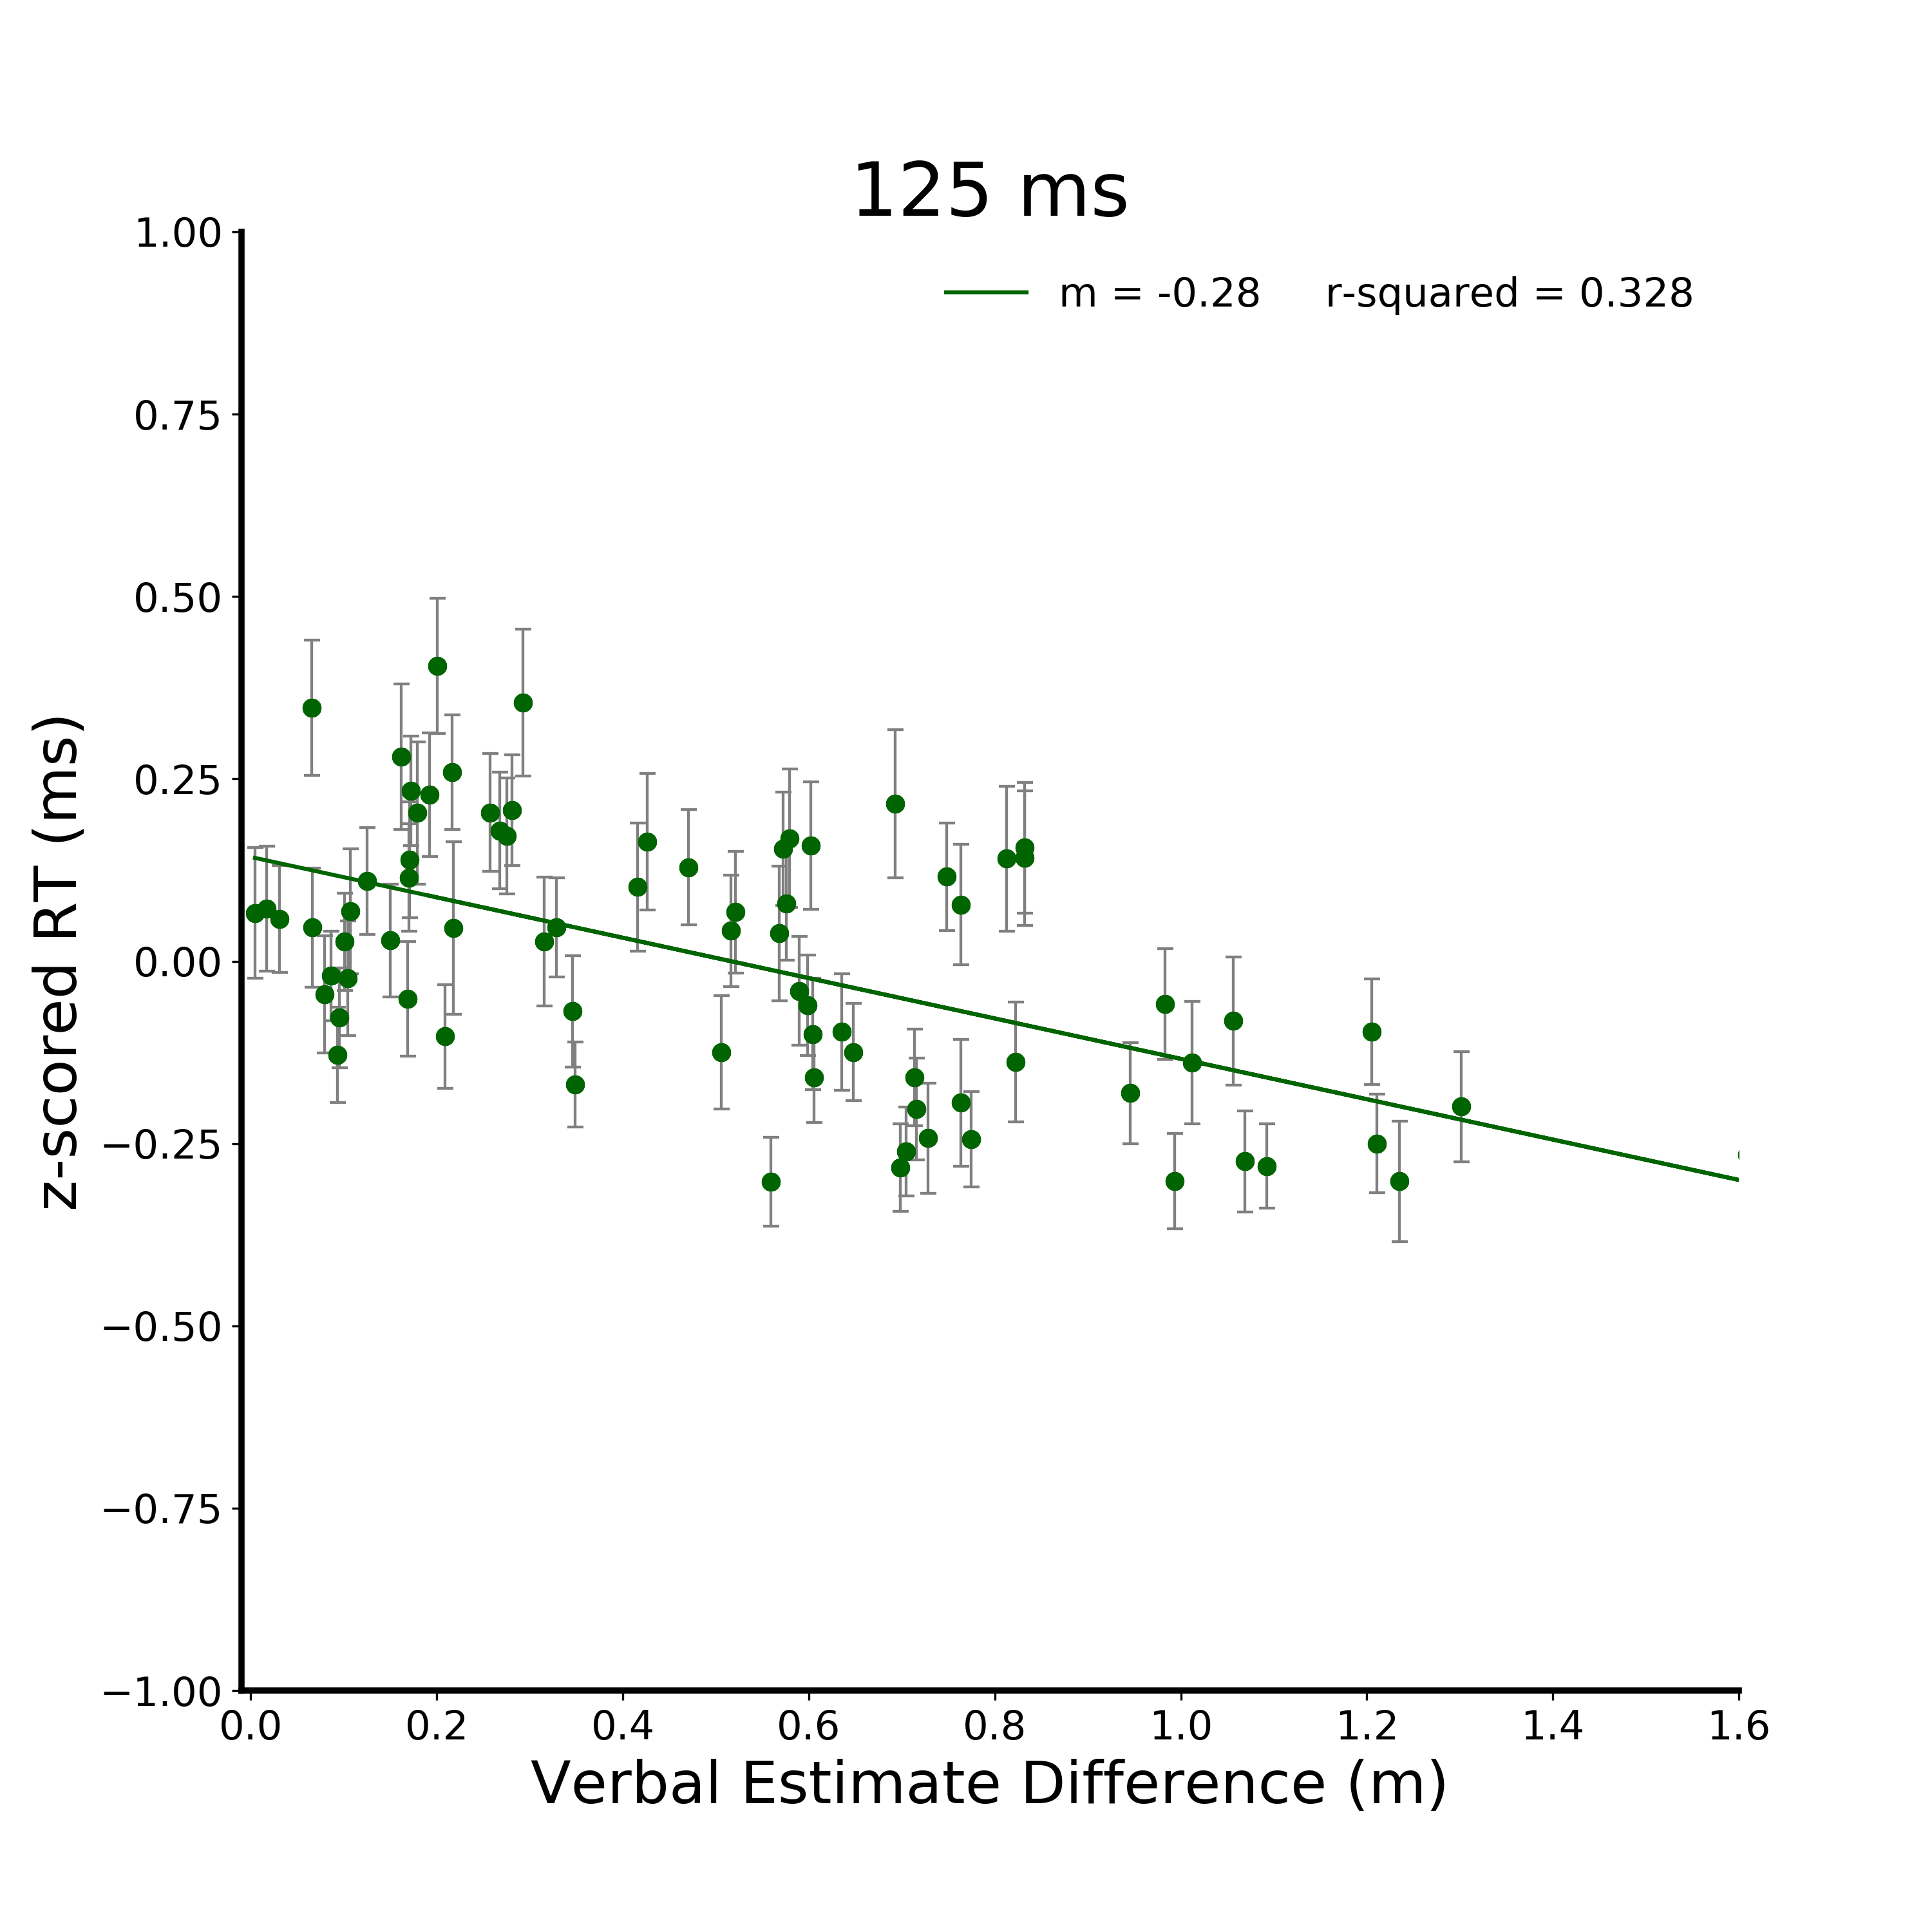 125 ms
m = -0.28 r-squared = 0.328
1.00
0.75
0.50
0.25
0.00
−0.25
−0.50
−0.75
−1.00
z-scored RT (ms)
0.0 0.2 0.4 0.6 0.8 1.0 1.2 1.4 1.6
Verbal Estimate Difference (m)